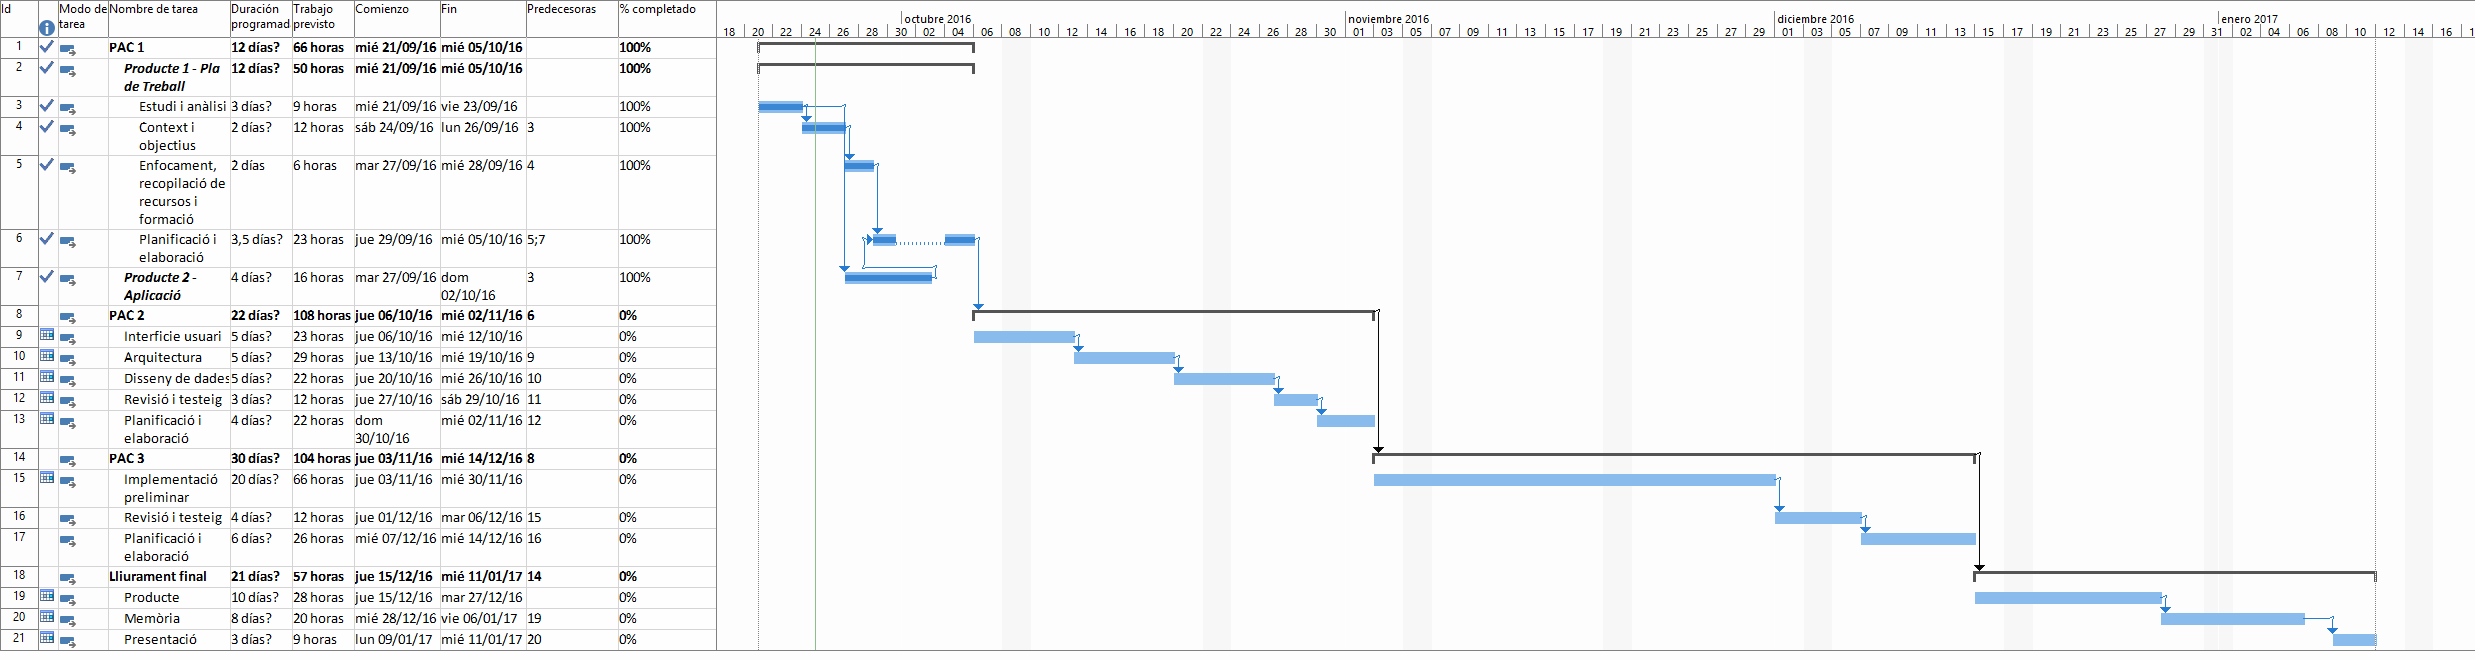 Id Modo de tarea Nombre de tarea Duración programad Trabajo previsto Comienzo Fin Predecesoras % completado
octubre 2016 noviembre 2016 diciembre 2016 enero 2017
18 20 22 24 26 28 30 02 04 06 08 10 12 14 16 18 20 22 24 26 28 30 01 03 05 07 09 11 13 15 17 19 21 23 25 27 29 01 03 05 07 09 11 13 15 17 19 21 23 25 27 29 31 02 04 06 08 10 12 14 16 1
1 PAC 1 12 días? 66 horas mié 21/09/16 mié 05/10/16 100%
2 Producte 1 - Pla de Treball 12 días? 50 horas mié 21/09/16 mié 05/10/16 100%
3 Estudi i anàlisi 3 días? 9 horas mié 21/09/16 vie 23/09/16 100%
4 Context i objectius 2 días? 12 horas sáb 24/09/16 lun 26/09/16 3 100%
5 Enfocament, recopilació de recursos i formació 2 días 6 horas mar 27/09/16 mié 28/09/16 4 100%
6 Planificació i elaboració 3,5 días? 23 horas jue 29/09/16 mié 05/10/16 5;7 100%
7 Producte 2 - Aplicació 4 días? 16 horas mar 27/09/16 dom 02/10/16 3 100%
8 PAC 2 22 días? 108 horas jue 06/10/16 mié 02/11/16 6 0%
9 Interficie usuari 5 días? 23 horas jue 06/10/16 mié 12/10/16 0%
10 Arquitectura 5 días? 29 horas jue 13/10/16 mié 19/10/16 9 0%
11 Disseny de dades 5 días? 22 horas jue 20/10/16 mié 26/10/16 10 0%
12 Revisió i testeig 3 días? 12 horas jue 27/10/16 sáb 29/10/16 11 0%
13 Planificació i elaboració 4 días? 22 horas dom 30/10/16 mié 02/11/16 12 0%
14 PAC 3 30 días? 104 horas jue 03/11/16 mié 14/12/16 8 0%
15 Implementació preliminar 20 días? 66 horas jue 03/11/16 mié 30/11/16 0%
16 Revisió i testeig 4 días? 12 horas jue 01/12/16 mar 06/12/16 15 0%
17 Planificació i elaboració 6 días? 26 horas mié 07/12/16 mié 14/12/16 16 0%
18 Lliurament final 21 días? 57 horas jue 15/12/16 mié 11/01/17 14 0%
19 Producte 10 días? 28 horas jue 15/12/16 mar 27/12/16 0%
20 Memòria 8 días? 20 horas mié 28/12/16 vie 06/01/17 19 0%
21 Presentació 3 días? 9 horas lun 09/01/17 mié 11/01/17 20 0%